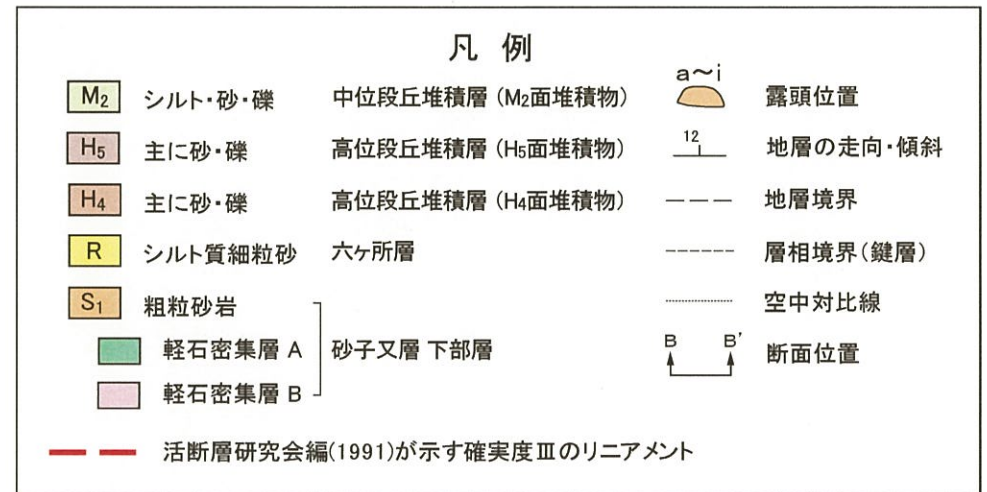 凡 例
M2 シルト・砂・礫 中位段丘堆積層 (M2面堆積物)
H5 主に砂・礫 高位段丘堆積層 (H5面堆積物)
H4 主に砂・礫 高位段丘堆積層 (H4面堆積物)
R シルト質細粒砂 六ヶ所層
S1 粗粒砂岩
軽石密集層 A
砂子又層 下部層
軽石密集層 B
活断層研究会編(1991)が示す確実度Ⅲのリニアメント
a~i
露頭位置
12
地層の走向・傾斜
地層境界
層相境界(鍵層)
空中対比線
B B'
断面位置